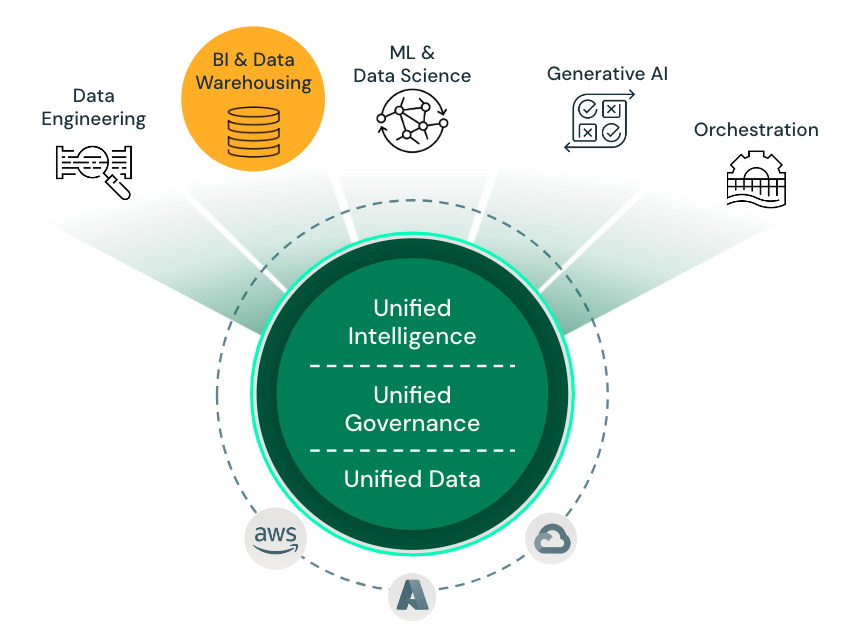 BI & Data
Warehousing
ML &
Data Science
Generative AI
Data
Engineering
Orchestration
Unified
Intelligence
Unified
Governance
Unified Data
aws